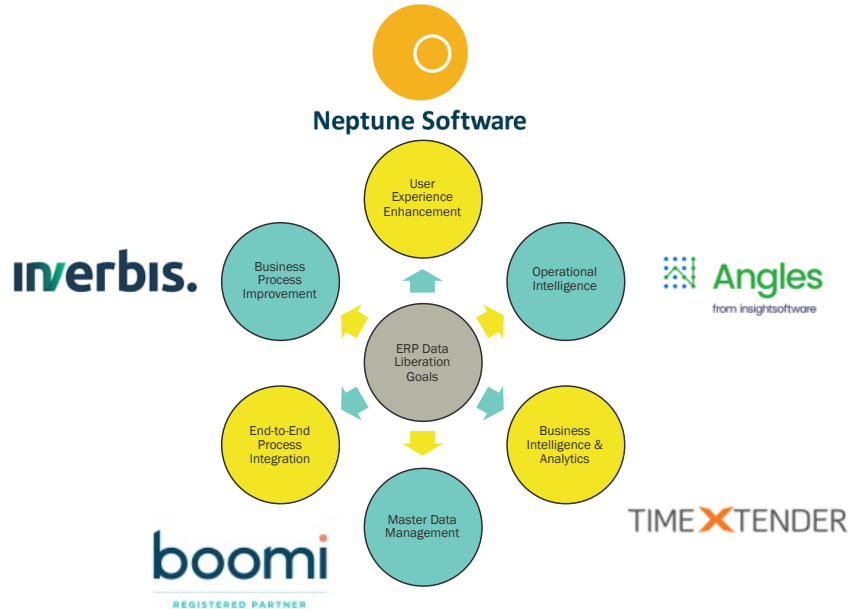 Neptune Software
User
Experience
Enhancement
Business
Process
Improvement
Operational
Intelligence
inverbis.
Angles
from insightsoftware
ERP Data
Liberation
Goals
End-to-End
Process
Integration
Business
Intelligence &
Analytics
Master Data
Management
TIMEXTENDER
boomi
REGISTERED PARTNER